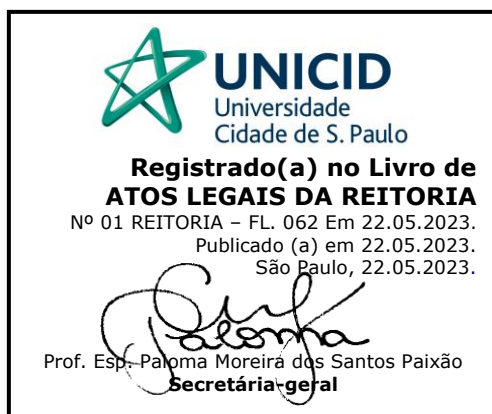 UNICID
Universidade
Cidade de S. Paulo
Registrado(a) no Livro de
ATOS LEGAIS DA REITORIA
Nº 01 REITORIA – FL. 062 Em 22.05.2023.
Publicado (a) em 22.05.2023.
São Paulo, 22.05.2023.
Paloma
Prof. Esp. Paloma Moreira dos Santos Paixão
Secretária-geral